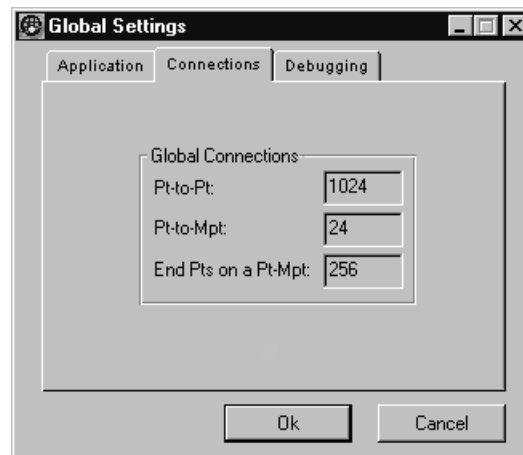 Global Settings
Application Connections Debugging
Global Connections
Pt-to-Pt: 1024
Pt-to-Mpt: 24
End Pts on a Pt-Mpt: 256
Ok Cancel